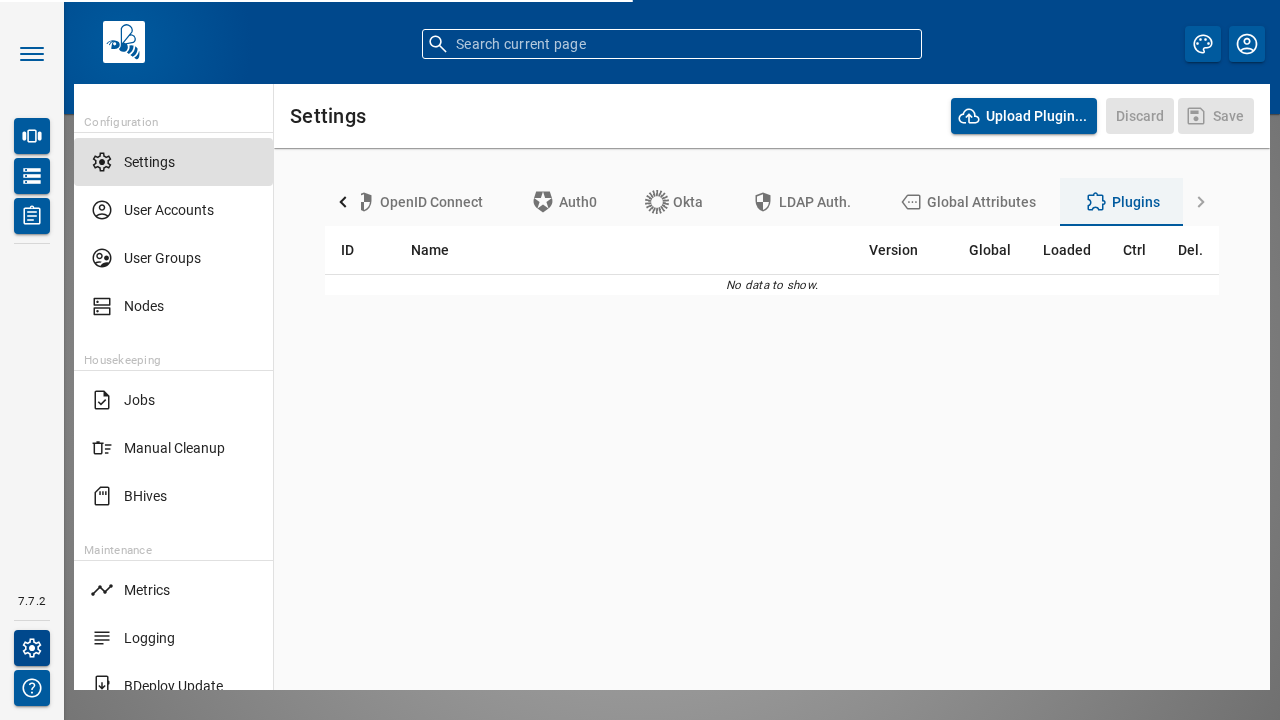 Search current page
Configuration
Settings
User Accounts
User Groups
Nodes
Housekeeping
Jobs
Manual Cleanup
BHives
Maintenance
Metrics
Logging
BDeploy Update
7.7.2
Settings
Upload Plugin...
Discard
Save
OpenID Connect
Auth0
Okta
LDAP Auth.
Global Attributes
Plugins
ID Name Version Global Loaded Ctrl Del.
No data to show.